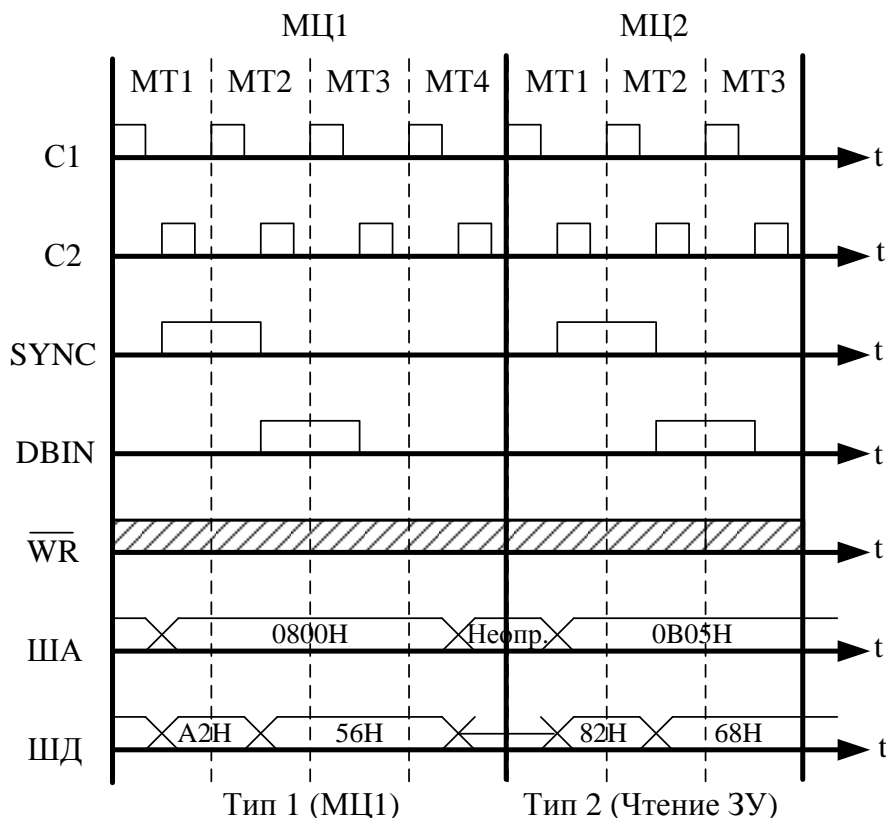 МЦ1 МЦ2
МТ1 МТ2 МТ3 МТ4 МТ1 МТ2 МТ3
C1 t
C2 t
SYNC t
DBIN t
WR t
ША 0800H Неопр. 0B05H t
ШД A2H 56H 82H 68H t
Тип 1 (МЦ1) Тип 2 (Чтение ЗУ)